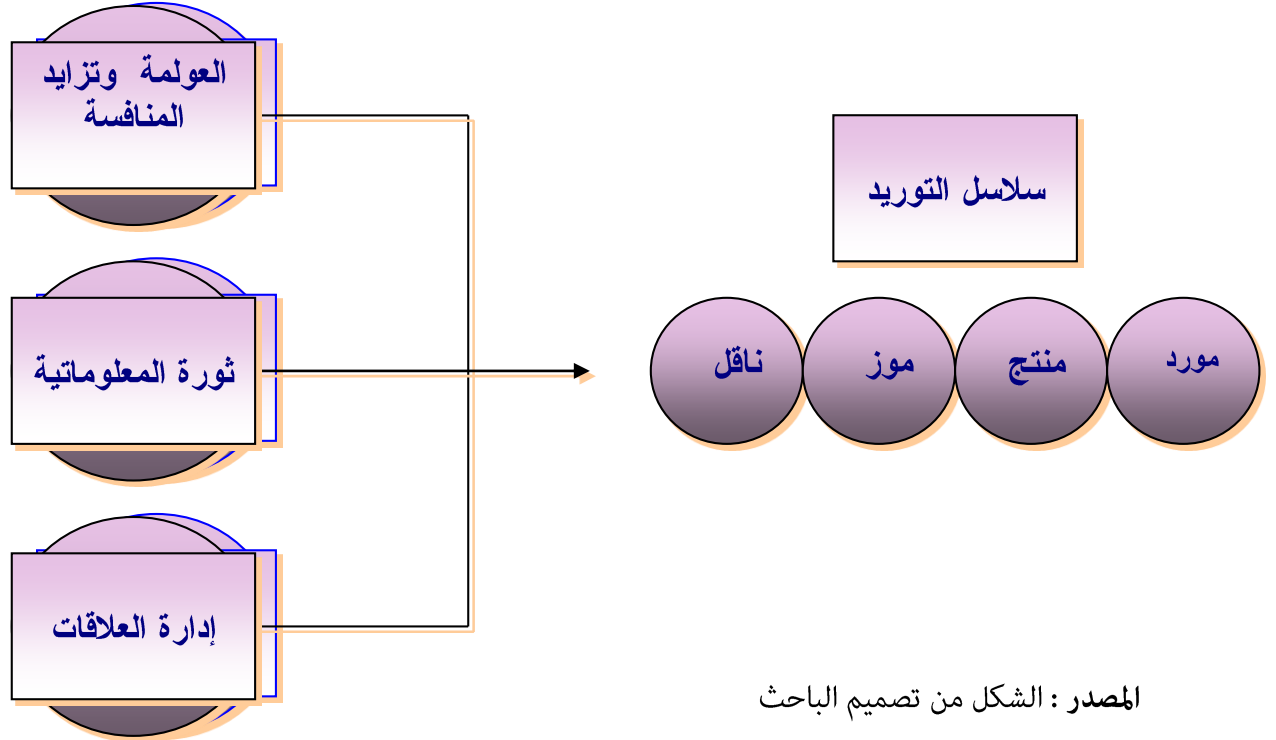 العولمة وتزايد
المنافسة
سلاسل التوريد
مورد
منتج
موز
ناقل
ثورة المعلوماتية
إدارة العلاقات
المصدر : الشكل من تصميم الباحث